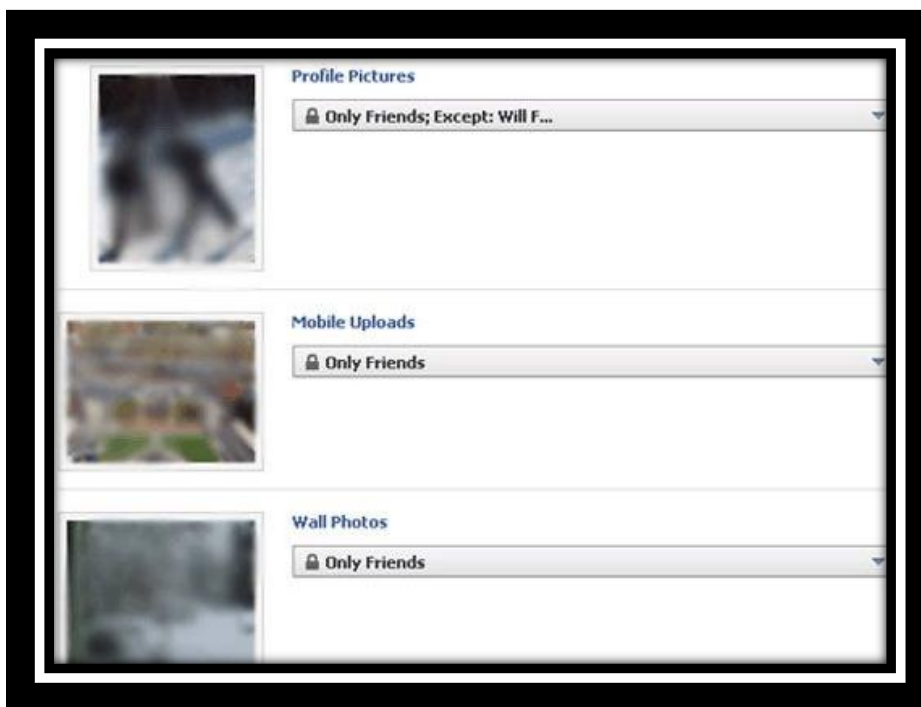 Profile Pictures
Only Friends; Except: Will F...
Mobile Uploads
Only Friends
Wall Photos
Only Friends